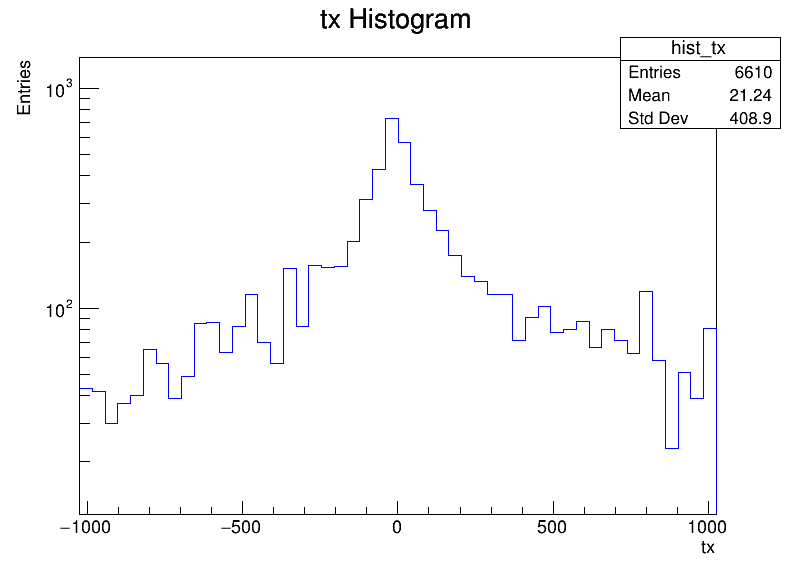 tx Histogram
hist_tx
Entries 6610
Mean 21.24
Std Dev 408.9
Entries
10³
10²
−1000 −500 0 500 1000
tx